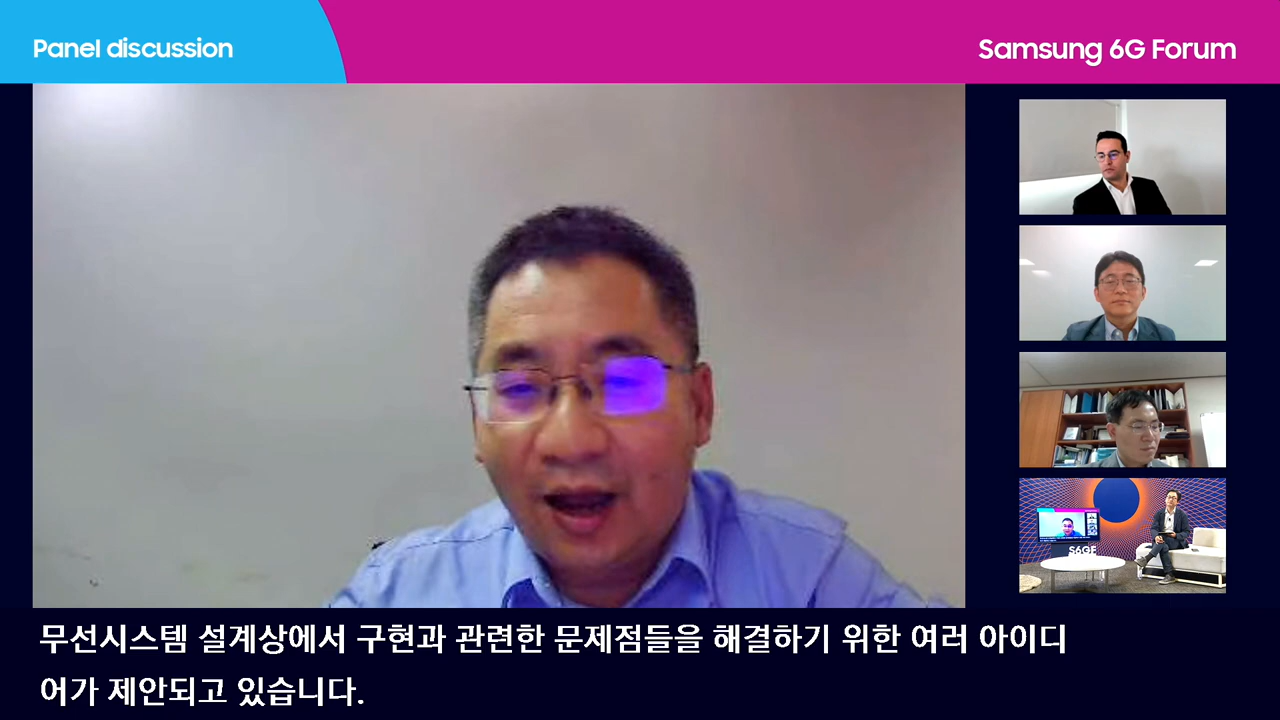 Panel discussion
Samsung 6G Forum
S6GF
무선시스템 설계상에서 구현과 관련한 문제점들을 해결하기 위한 여러 아이디
어가 제안되고 있습니다.